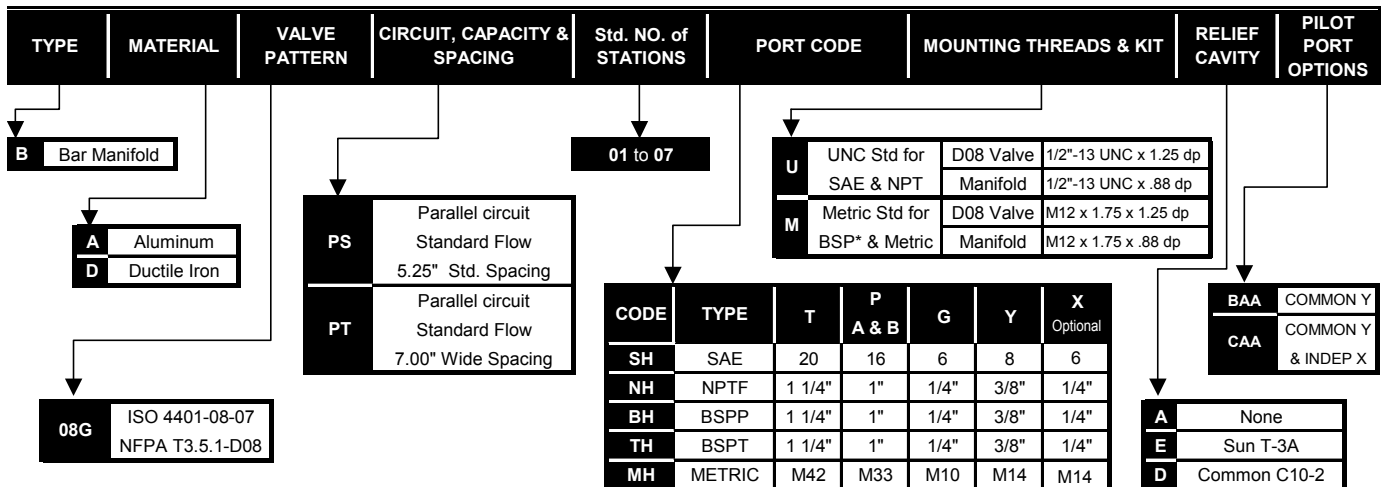 TYPE
MATERIAL
VALVE
PATTERN
CIRCUIT, CAPACITY &
SPACING
Std. NO. of
STATIONS
PORT CODE
MOUNTING THREADS & KIT
RELIEF
CAVITY
PILOT
PORT
OPTIONS
B Bar Manifold
A Aluminum
D Ductile Iron
08G
ISO 4401-08-07
NFPA T3.5.1-D08
PS
Parallel circuit
Standard Flow
5.25" Std. Spacing
PT
Parallel circuit
Standard Flow
7.00" Wide Spacing
01 to 07
U
UNC Std for
SAE & NPT
D08 Valve 1/2"-13 UNC x 1.25 dp
Manifold 1/2"-13 UNC x .88 dp
M
Metric Std for
BSP* & Metric
D08 Valve M12 x 1.75 x 1.25 dp
Manifold M12 x 1.75 x .88 dp
CODE TYPE T P A & B G Y X Optional
SH SAE 20 16 6 8 6
NH NPTF 1 1/4" 1" 1/4" 3/8" 1/4"
BH BSPP 1 1/4" 1" 1/4" 3/8" 1/4"
TH BSPT 1 1/4" 1" 1/4" 3/8" 1/4"
MH METRIC M42 M33 M10 M14 M14
BAA COMMON Y
CAA
COMMON Y
& INDEP X
A None
E Sun T-3A
D Common C10-2